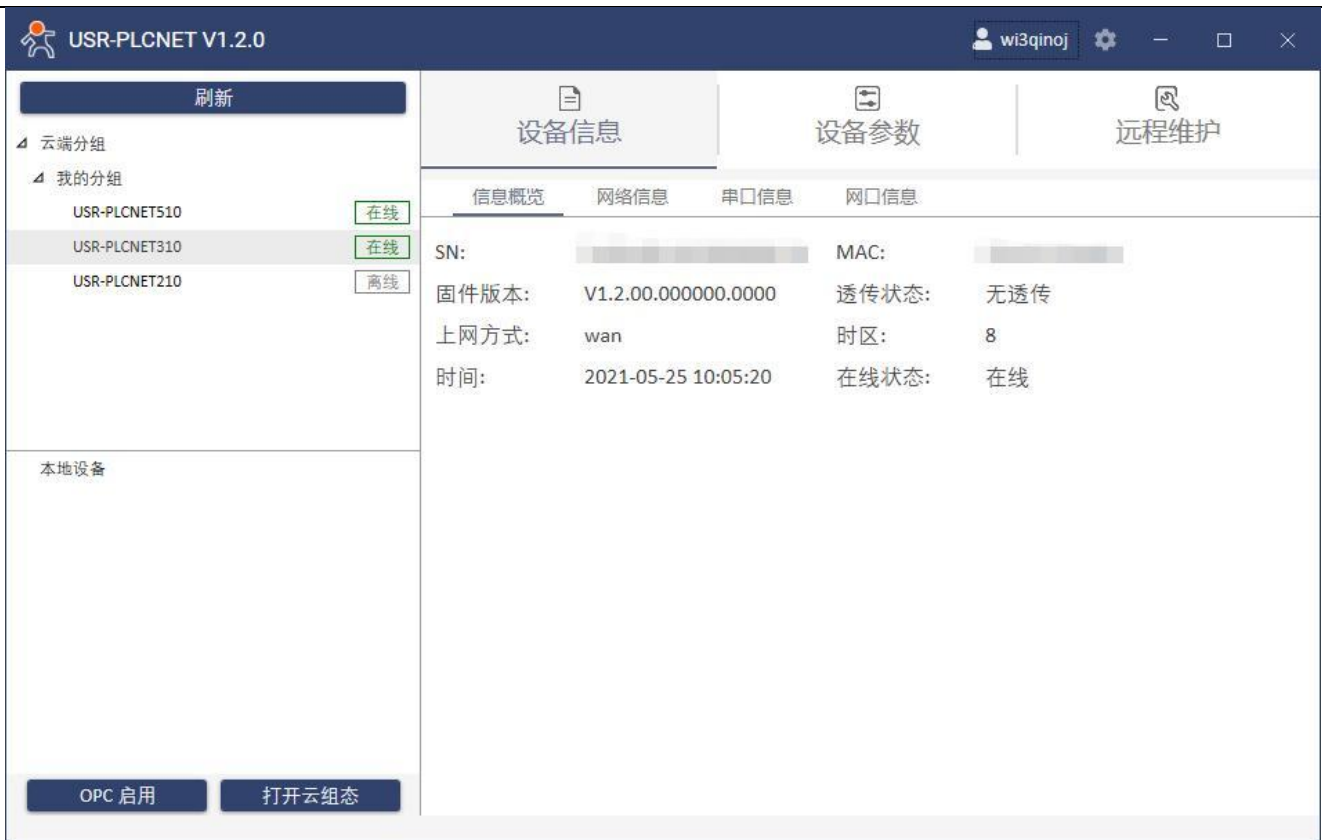 USR-PLCNET V1.2.0
wi3qinoj
刷新
云端分组
我的分组
USR-PLCNET510 在线
USR-PLCNET310 在线
USR-PLCNET210 离线
本地设备
OPC 启用 打开云组态
设备信息 设备参数 远程维护
信息概览 网络信息 串口信息 网口信息
SN: MAC:
固件版本: V1.2.00.000000.0000 透传状态: 无透传
上网方式: wan 时区: 8
时间: 2021-05-25 10:05:20 在线状态: 在线